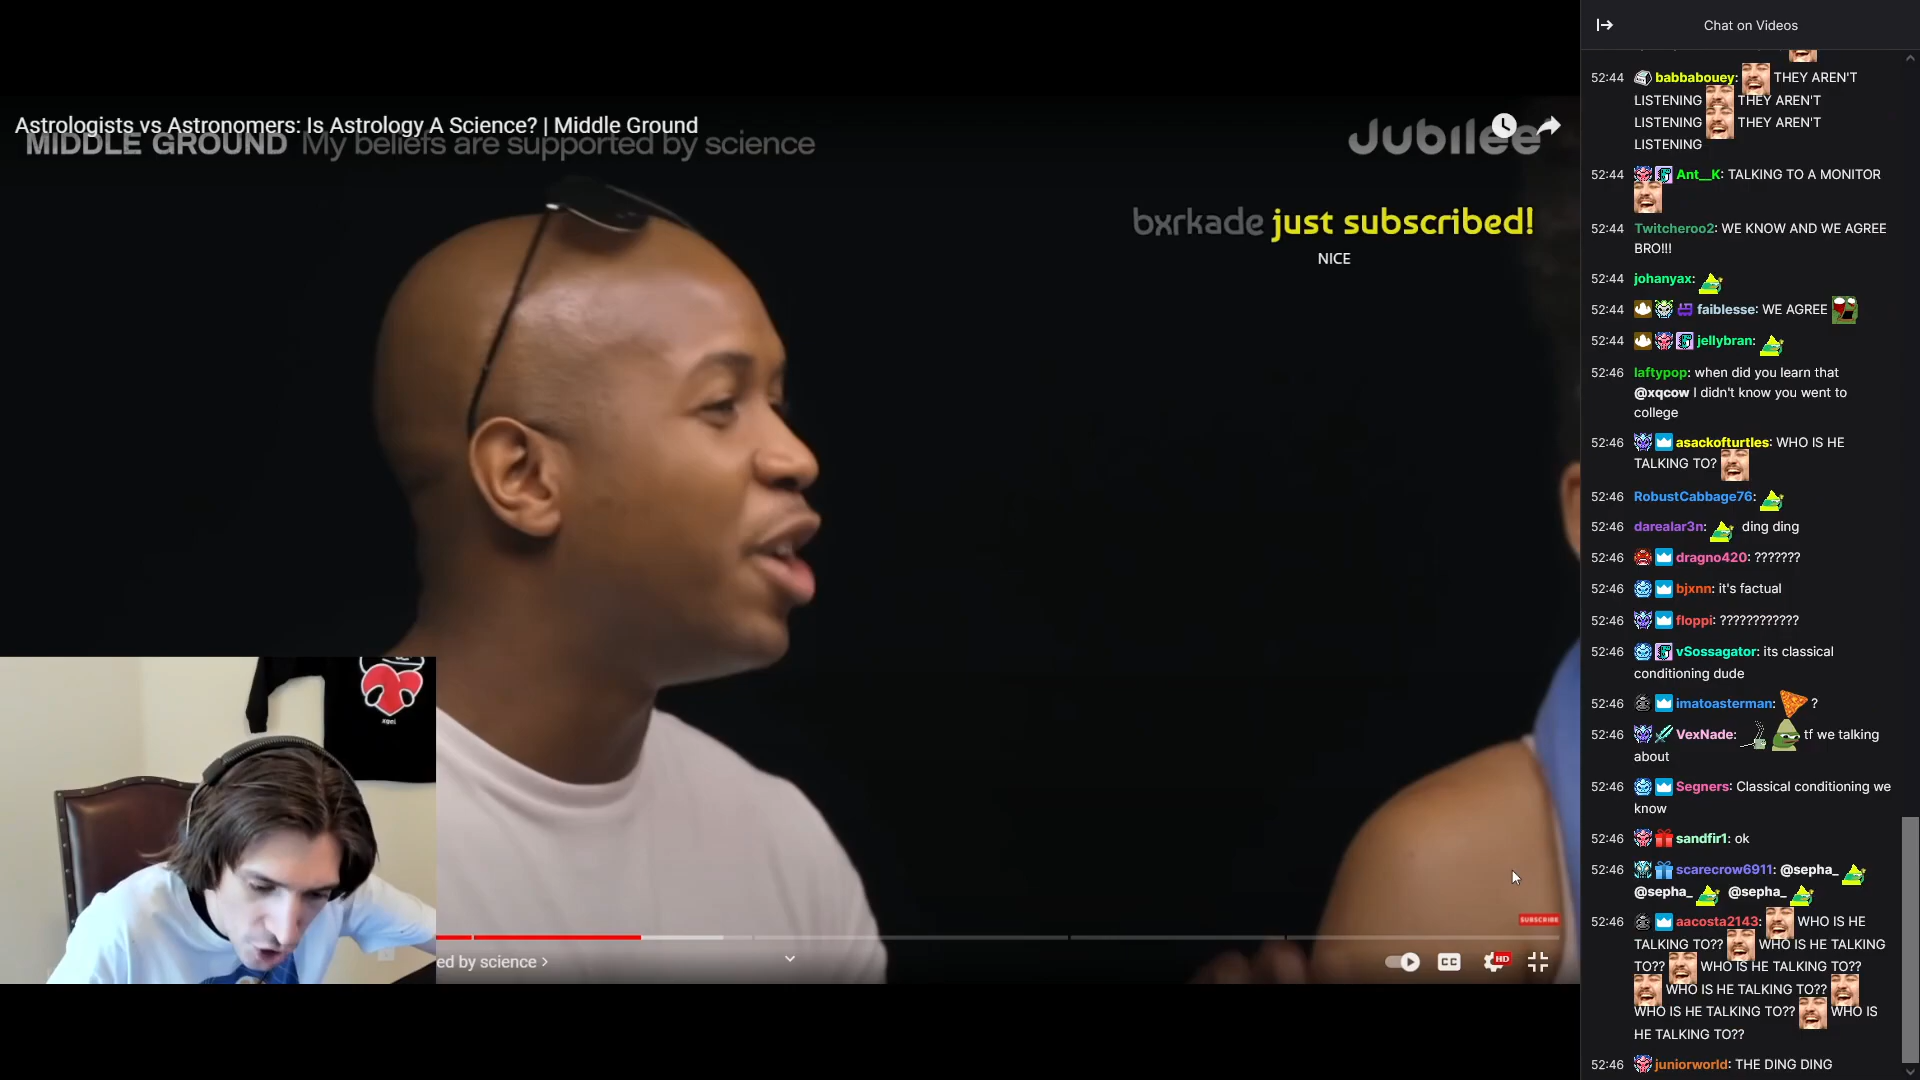 Astrologists vs Astronomers: Is Astrology A Science? | Middle Ground
MIDDLE GROUND My beliefs are supported by science
Jubilee
bxrkade just subscribed!
NICE
SUBSCRIBE
ed by science >
CC
HD
xqcL
Chat on Videos
52:44 babbabouey: THEY AREN'T
LISTENING THEY AREN'T
LISTENING THEY AREN'T
LISTENING
52:44 Ant__K: TALKING TO A MONITOR
52:44 Twitcheroo2: WE KNOW AND WE AGREE
BRO!!!
52:44 johanyax:
52:44 faiblesse: WE AGREE
52:44 jellybran:
52:46 laftypop: when did you learn that
@xqcow I didn't know you went to
college
52:46 asackofturtles: WHO IS HE
TALKING TO?
52:46 RobustCabbage76:
52:46 darealar3n: ding ding
52:46 dragno420: ???????
52:46 bjxnn: it's factual
52:46 floppi: ????????????
52:46 vSossagator: its classical
conditioning dude
52:46 imatoasterman: ?
52:46 VexNade: tf we talking
about
52:46 Segners: Classical conditioning we
know
52:46 sandfir1: ok
52:46 scarecrow6911: @sepha_
@sepha_ @sepha_
52:46 aacosta2143: WHO IS HE
TALKING TO?? WHO IS HE TALKING
TO?? WHO IS HE TALKING TO??
WHO IS HE TALKING TO??
WHO IS HE TALKING TO?? WHO IS
HE TALKING TO??
52:46 juniorworld: THE DING DING